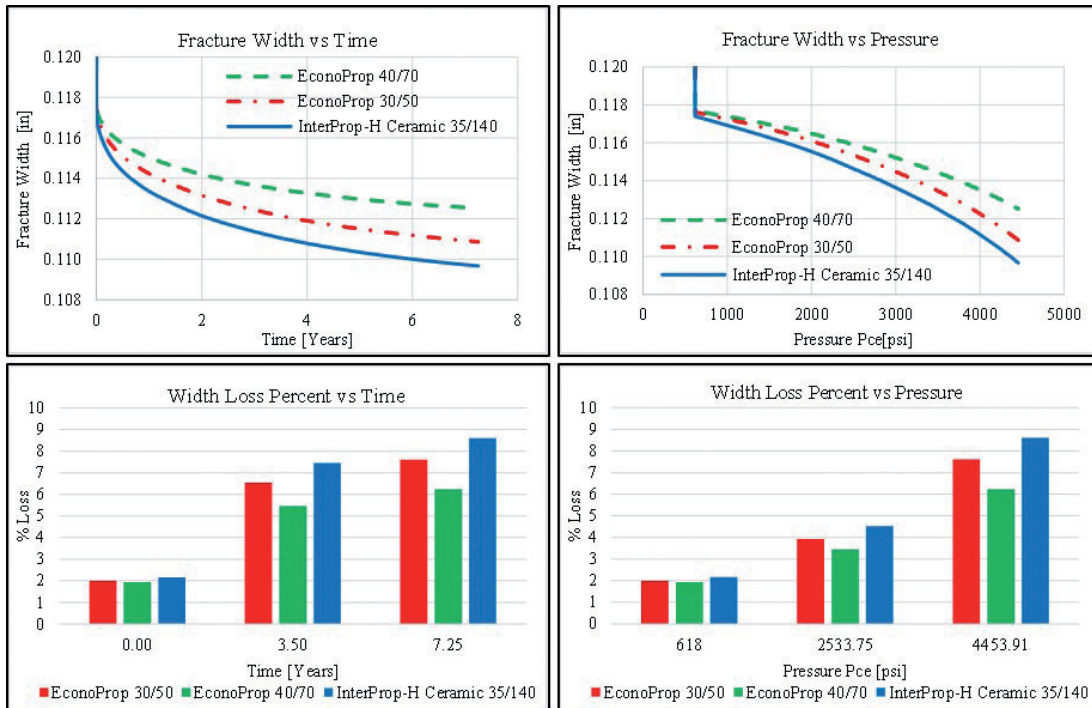 Fracture Width vs Time
0.120
0.118
0.116
0.114
0.112
0.110
0.108
Fracture Width [in]
EconoProp 40/70
EconoProp 30/50
InterProp-H Ceramic 35/140
0 2 4 6 8
Time [Years]
Fracture Width vs Pressure
0.120
0.118
0.116
0.114
0.112
0.110
0.108
Fracture Width [in]
EconoProp 40/70
EconoProp 30/50
InterProp-H Ceramic 35/140
0 1000 2000 3000 4000 5000
Pressure Pce[psi]
Width Loss Percent vs Time
10
9
8
7
6
5
4
3
2
1
0
% Loss
0.00 3.50 7.25
Time [Years]
EconoProp 30/50 EconoProp 40/70 InterProp-H Ceramic 35/140
Width Loss Percent vs Pressure
10
9
8
7
6
5
4
3
2
1
0
% Loss
618 2533.75 4453.91
Pressure Pce [psi]
EconoProp 30/50 EconoProp 40/70 InterProp-H Ceramic 35/140